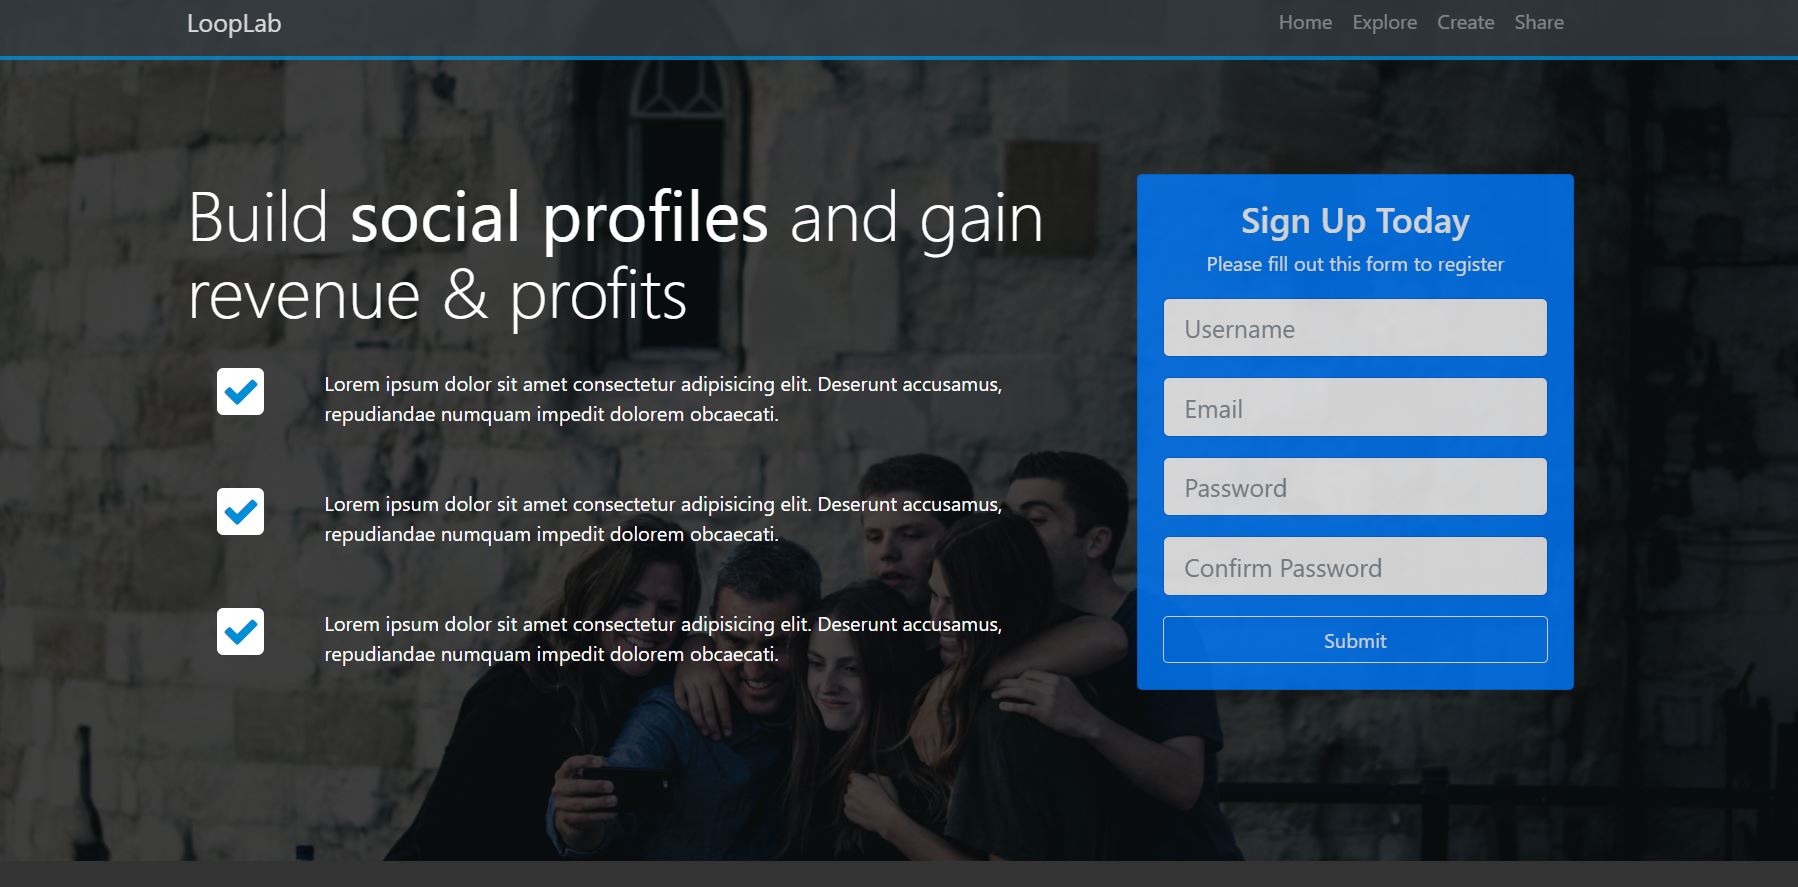 LoopLab
Home Explore Create Share
Build social profiles and gain
revenue & profits
Lorem ipsum dolor sit amet consectetur adipisicing elit. Deserunt accusamus,
repudiandae numquam impedit dolorem obcaecati.
Lorem ipsum dolor sit amet consectetur adipisicing elit. Deserunt accusamus,
repudiandae numquam impedit dolorem obcaecati.
Lorem ipsum dolor sit amet consectetur adipisicing elit. Deserunt accusamus,
repudiandae numquam impedit dolorem obcaecati.
Sign Up Today
Please fill out this form to register
Username
Email
Password
Confirm Password
Submit